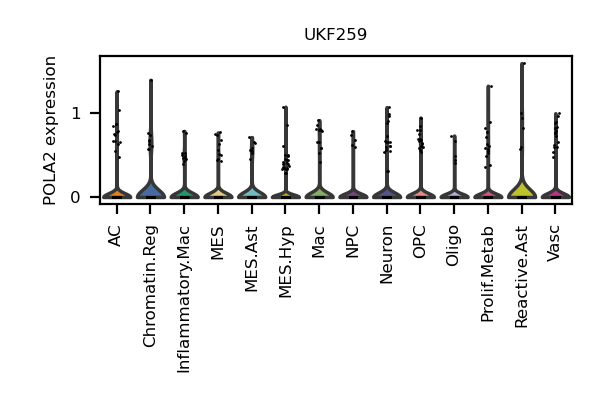 UKF259
POLA2 expression
1
0
AC
Chromatin.Reg
Inflammatory.Mac
MES
MES.Ast
MES.Hyp
Mac
NPC
Neuron
OPC
Oligo
Prolif.Metab
Reactive.Ast
Vasc